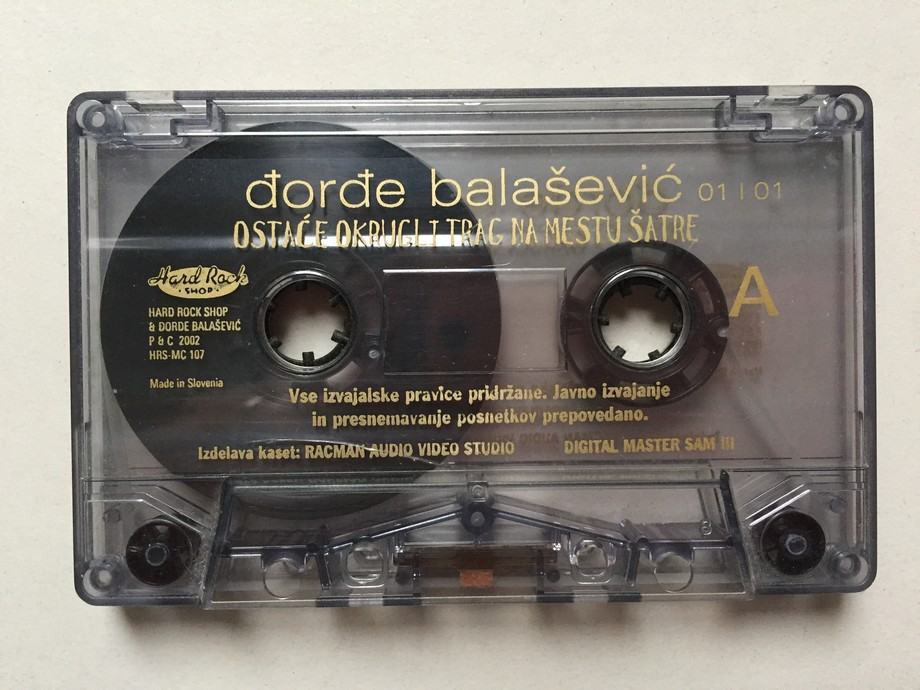 đorđe balašević 01 | 01
OSTAĆE OKRUGLI TRAG NA MESTU ŠATRE
A
Hard Rock
· SHOP ·
HARD ROCK SHOP
& ĐORĐE BALAŠEVIĆ
P & C 2002
HRS-MC 107
Made in Slovenia
Vse izvajalske pravice pridržane. Javno izvajanje
in presnemavanje posnetkov prepovedano.
Izdelava kaset: RACMAN AUDIO VIDEO STUDIO DIGITAL MASTER SAM III